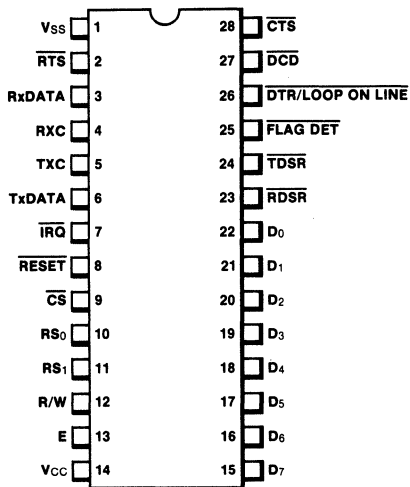 VSS 1 28 CTS
RTS 2 27 DCD
RxDATA 3 26 DTR/LOOP ON LINE
RXC 4 25 FLAG DET
TXC 5 24 TDSR
TxDATA 6 23 RDSR
IRQ 7 22 D0
RESET 8 21 D1
CS 9 20 D2
RS0 10 19 D3
RS1 11 18 D4
R/W 12 17 D5
E 13 16 D6
VCC 14 15 D7